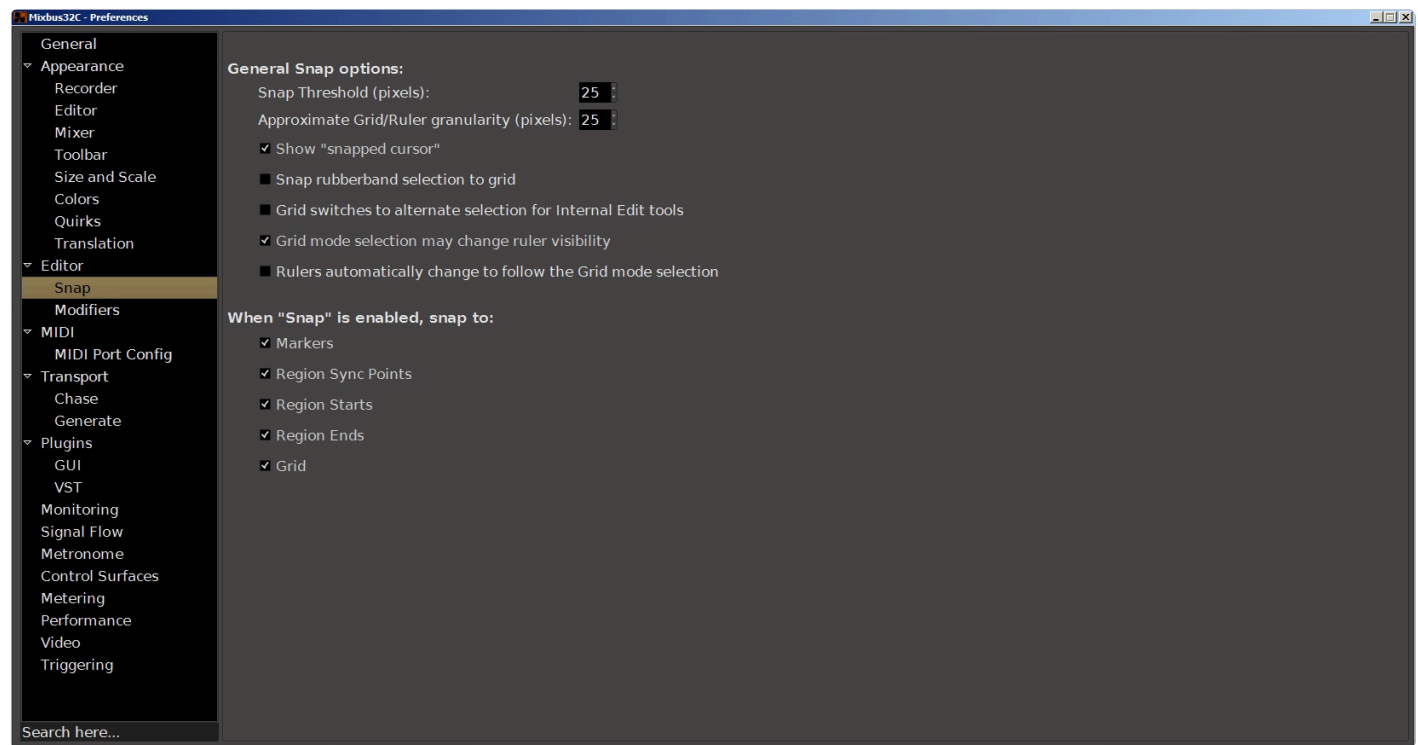 Mixbus32C - Preferences
General
Appearance
Recorder
Editor
Mixer
Toolbar
Size and Scale
Colors
Quirks
Translation
Editor
Snap
Modifiers
MIDI
MIDI Port Config
Transport
Chase
Generate
Plugins
GUI
VST
Monitoring
Signal Flow
Metronome
Control Surfaces
Metering
Performance
Video
Triggering
Search here...
General Snap options:
Snap Threshold (pixels): 25
Approximate Grid/Ruler granularity (pixels): 25
Show "snapped cursor"
Snap rubberband selection to grid
Grid switches to alternate selection for Internal Edit tools
Grid mode selection may change ruler visibility
Rulers automatically change to follow the Grid mode selection
When "Snap" is enabled, snap to:
Markers
Region Sync Points
Region Starts
Region Ends
Grid